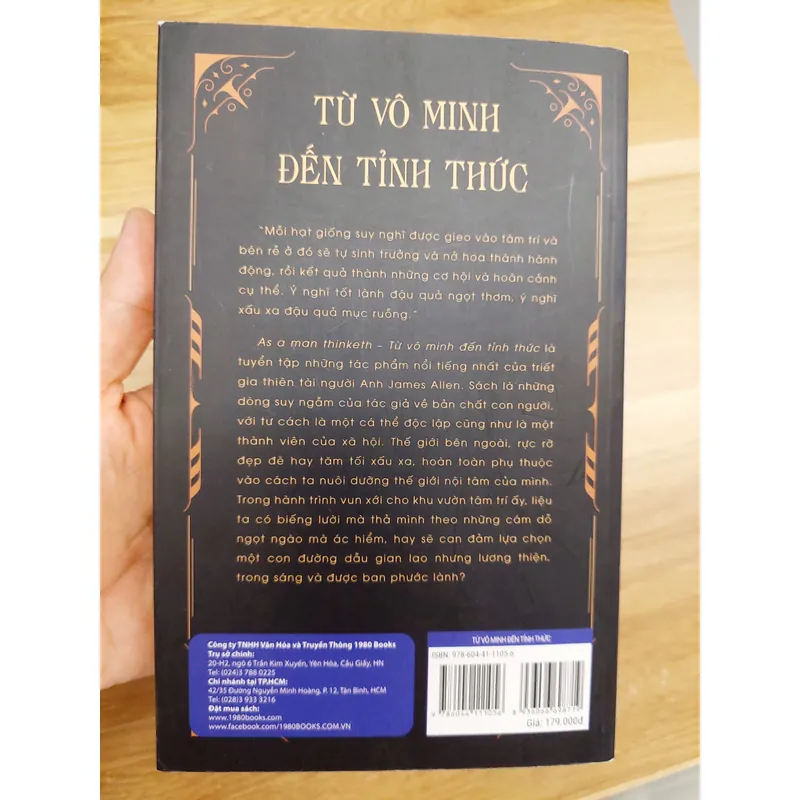 TỪ VÔ MINH
ĐẾN TỈNH THỨC
“Mỗi hạt giống suy nghĩ được gieo vào tâm trí và
bén rễ ở đó sẽ tự sinh trưởng và nở hoa thành hành
động, rồi kết quả thành những cơ hội và hoàn cảnh
cụ thể. Ý nghĩ tốt lành đậu quả ngọt thơm, ý nghĩ
xấu xa đậu quả mục ruỗng.”
As a man thinketh – Từ vô minh đến tỉnh thức là
tuyển tập những tác phẩm nổi tiếng nhất của triết
gia thiên tài người Anh James Allen. Sách là những
dòng suy ngẫm của tác giả về bản chất con người,
với tư cách là một cá thể độc lập cũng như là một
thành viên của xã hội. Thế giới bên ngoài, rực rỡ
đẹp đẽ hay tăm tối xấu xa, hoàn toàn phụ thuộc
vào cách ta nuôi dưỡng thế giới nội tâm của mình.
Trong hành trình vun xới cho khu vườn tâm trí ấy, liệu
ta có biếng lười mà thả mình theo những cám dỗ
ngọt ngào mà ác hiểm, hay sẽ can đảm lựa chọn
một con đường dẫu gian lao nhưng lương thiện,
trong sáng và được ban phước lành?
Công ty TNHH Văn Hóa và Truyền Thông 1980 Books
Trụ sở chính:
20-H2, ngõ 6 Trần Kim Xuyến, Yên Hòa, Cầu Giấy, HN
Tel: (024)3 788 0225
Chi nhánh tại TP.HCM:
42/35 Đường Nguyễn Minh Hoàng, P. 12, Tân Bình, HCM
Tel: (028)3 933 3216
Đặt mua sách:
www.1980books.com
www.facebook.com/1980BOOKS.COM.VN
TỪ VÔ MINH ĐẾN TỈNH THỨC
ISBN: 978-604-41-1105-6
9 786044 111056
Giá: 179.000đ